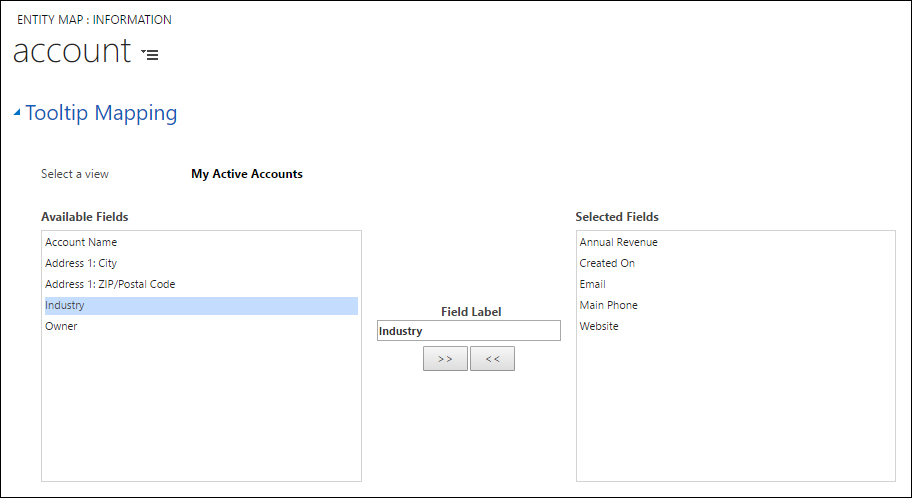 ENTITY MAP : INFORMATION
account
Tooltip Mapping
Select a view My Active Accounts
Available Fields
Account Name
Address 1: City
Address 1: ZIP/Postal Code
Industry
Owner
Field Label
Industry
>> <<
Selected Fields
Annual Revenue
Created On
Email
Main Phone
Website